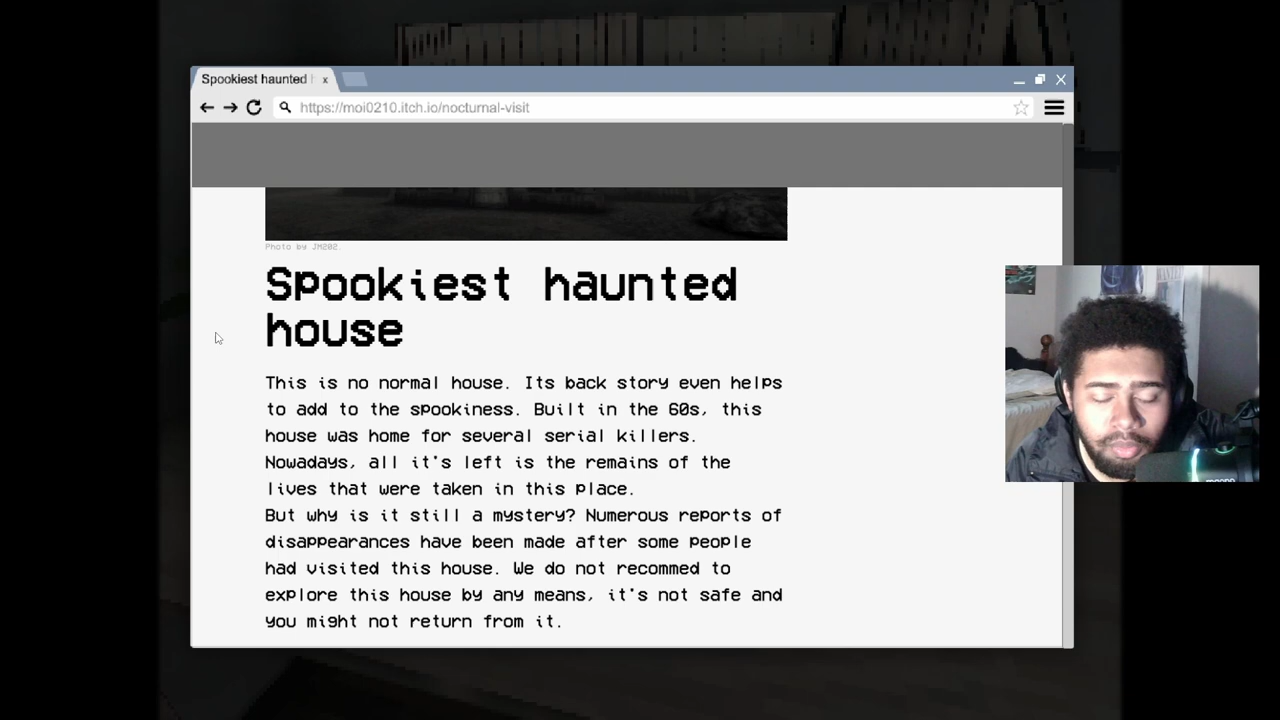 Spookiest haunted
https://moi0210.itch.io/nocturnal-visit
Photo by JM202.
Spookiest haunted
house
This is no normal house. Its back story even helps
to add to the spookiness. Built in the 60s, this
house was home for several serial killers.
Nowadays, all it's left is the remains of the
lives that were taken in this place.
But why is it still a mystery? Numerous reports of
disappearances have been made after some people
had visited this house. We do not recommed to
explore this house by any means, it's not safe and
you might not return from it.